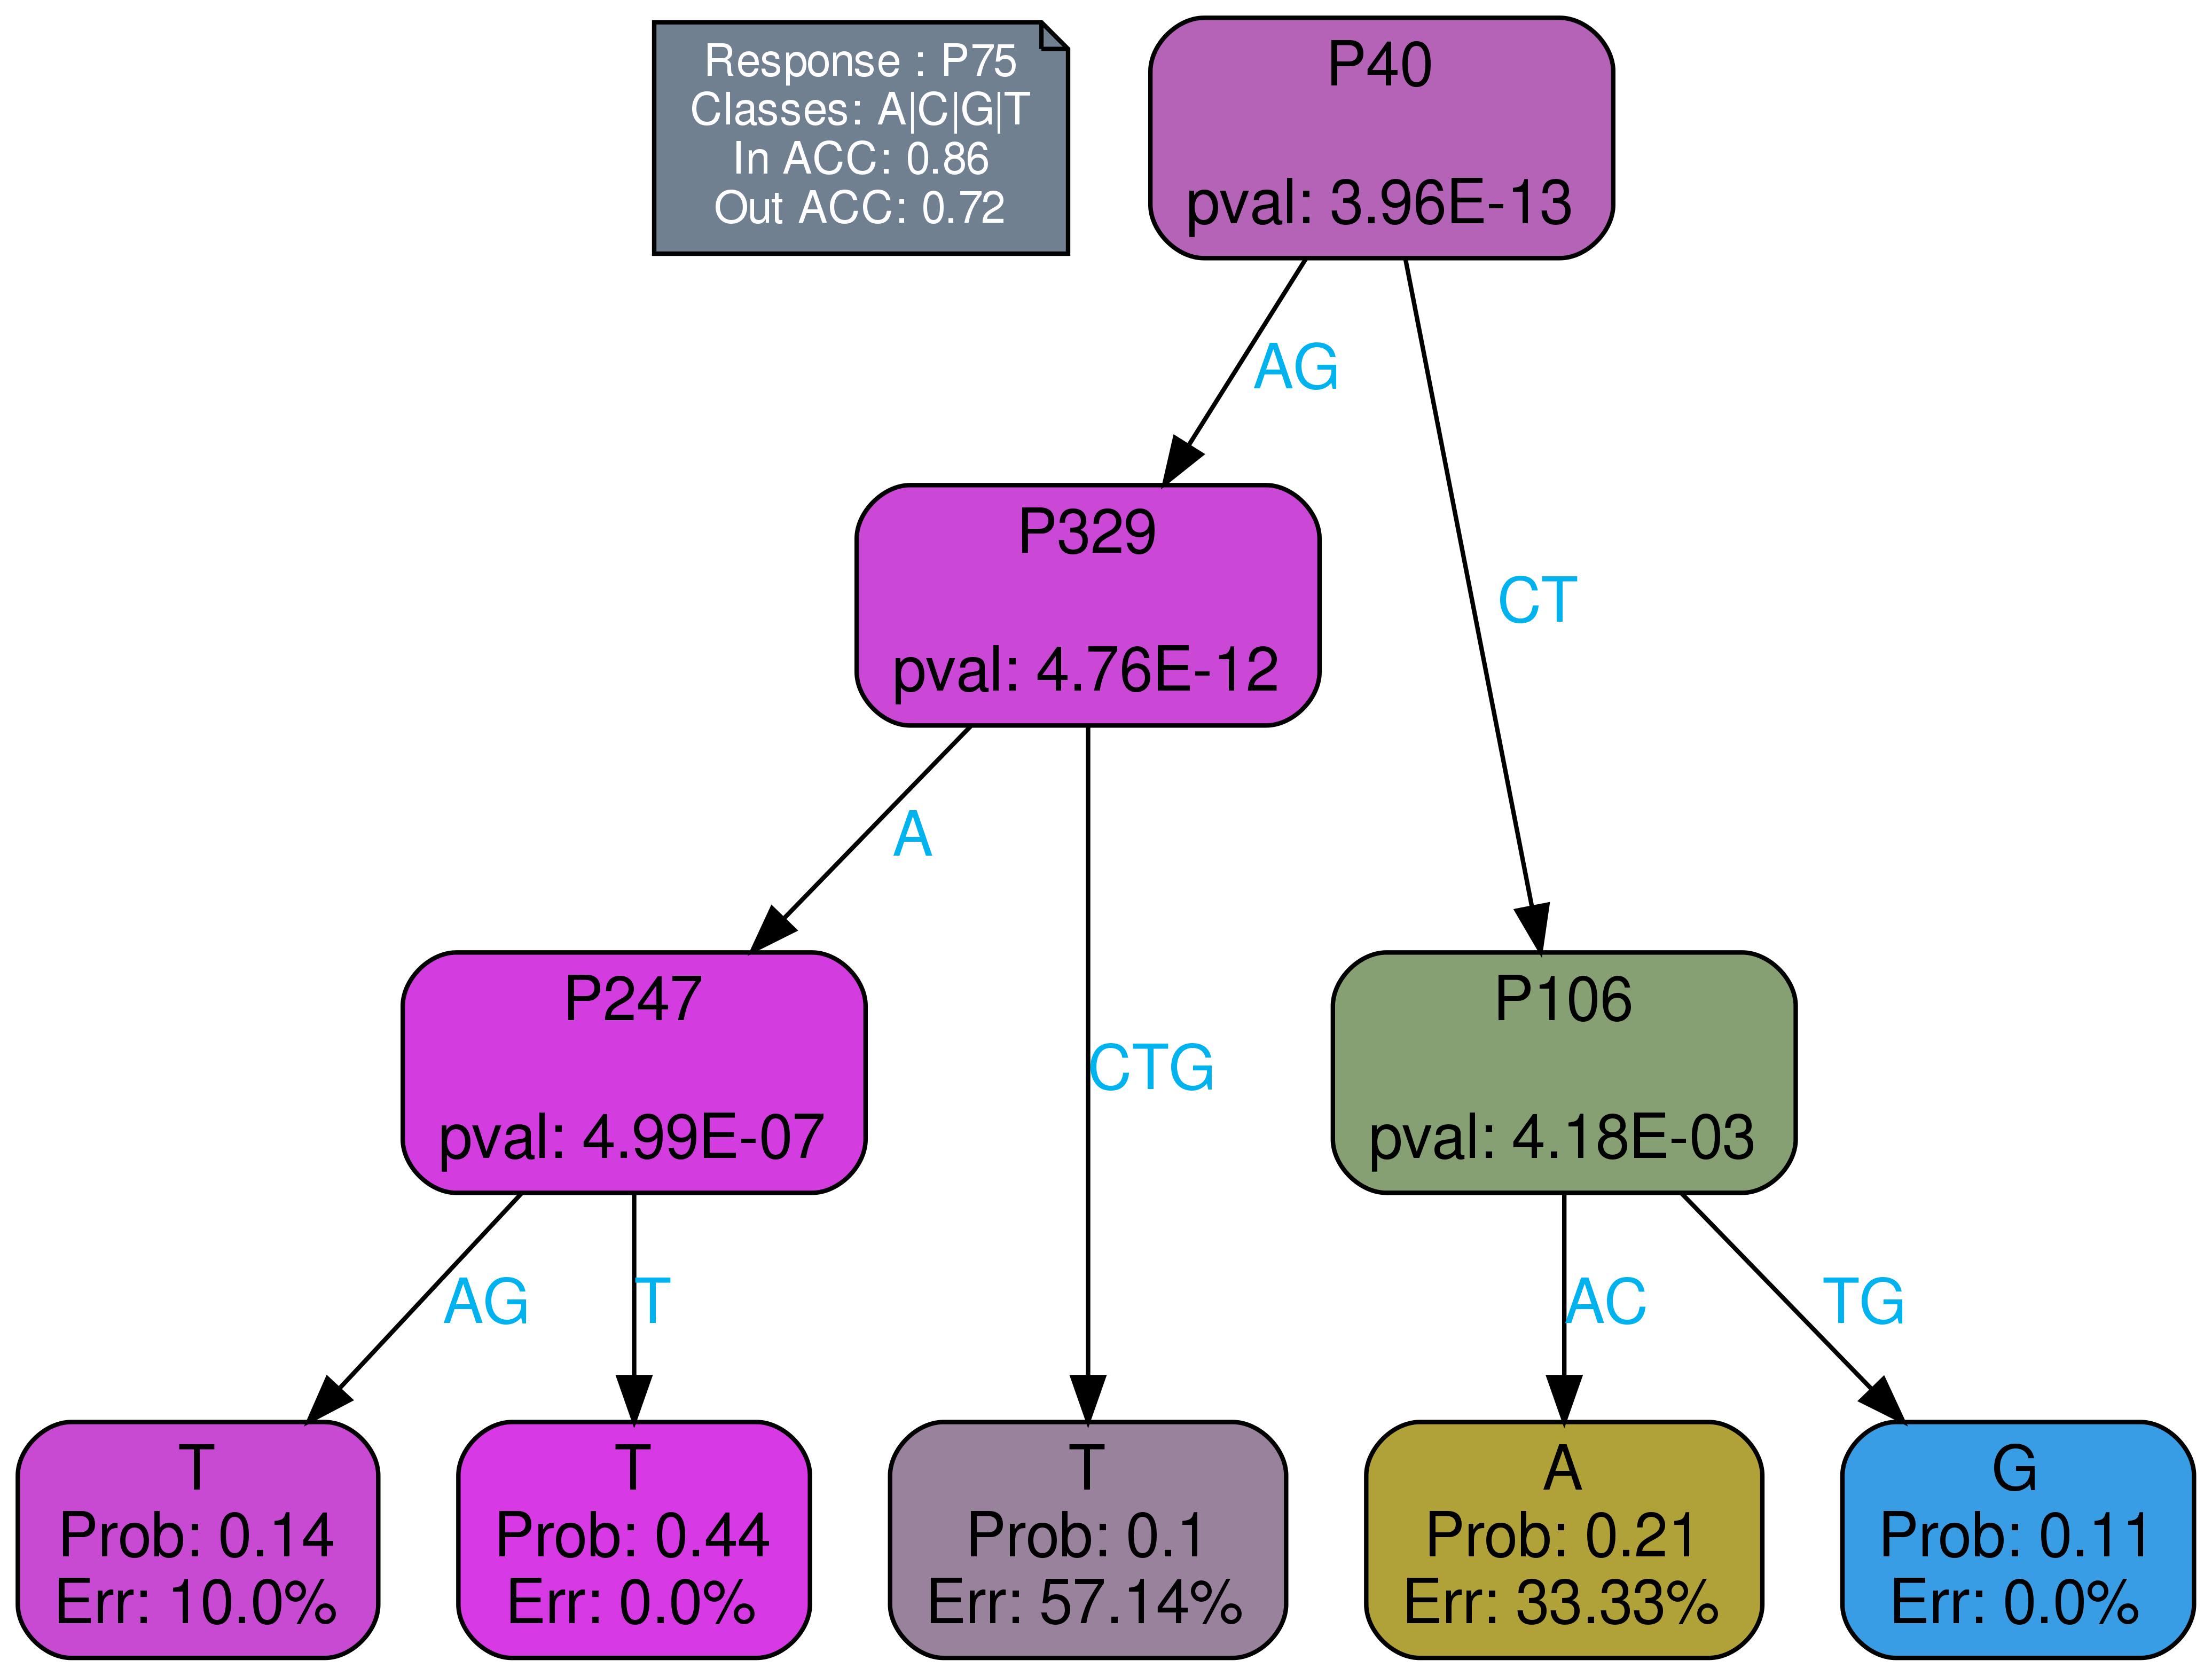 Response : P75
Classes: A|C|G|T
In ACC: 0.86
Out ACC: 0.72
P40
pval: 3.96E-13
AG
CT
P329
pval: 4.76E-12
A
CTG
P247
pval: 4.99E-07
P106
pval: 4.18E-03
AG
T
AC
TG
T
Prob: 0.14
Err: 10.0%
T
Prob: 0.44
Err: 0.0%
T
Prob: 0.1
Err: 57.14%
A
Prob: 0.21
Err: 33.33%
G
Prob: 0.11
Err: 0.0%